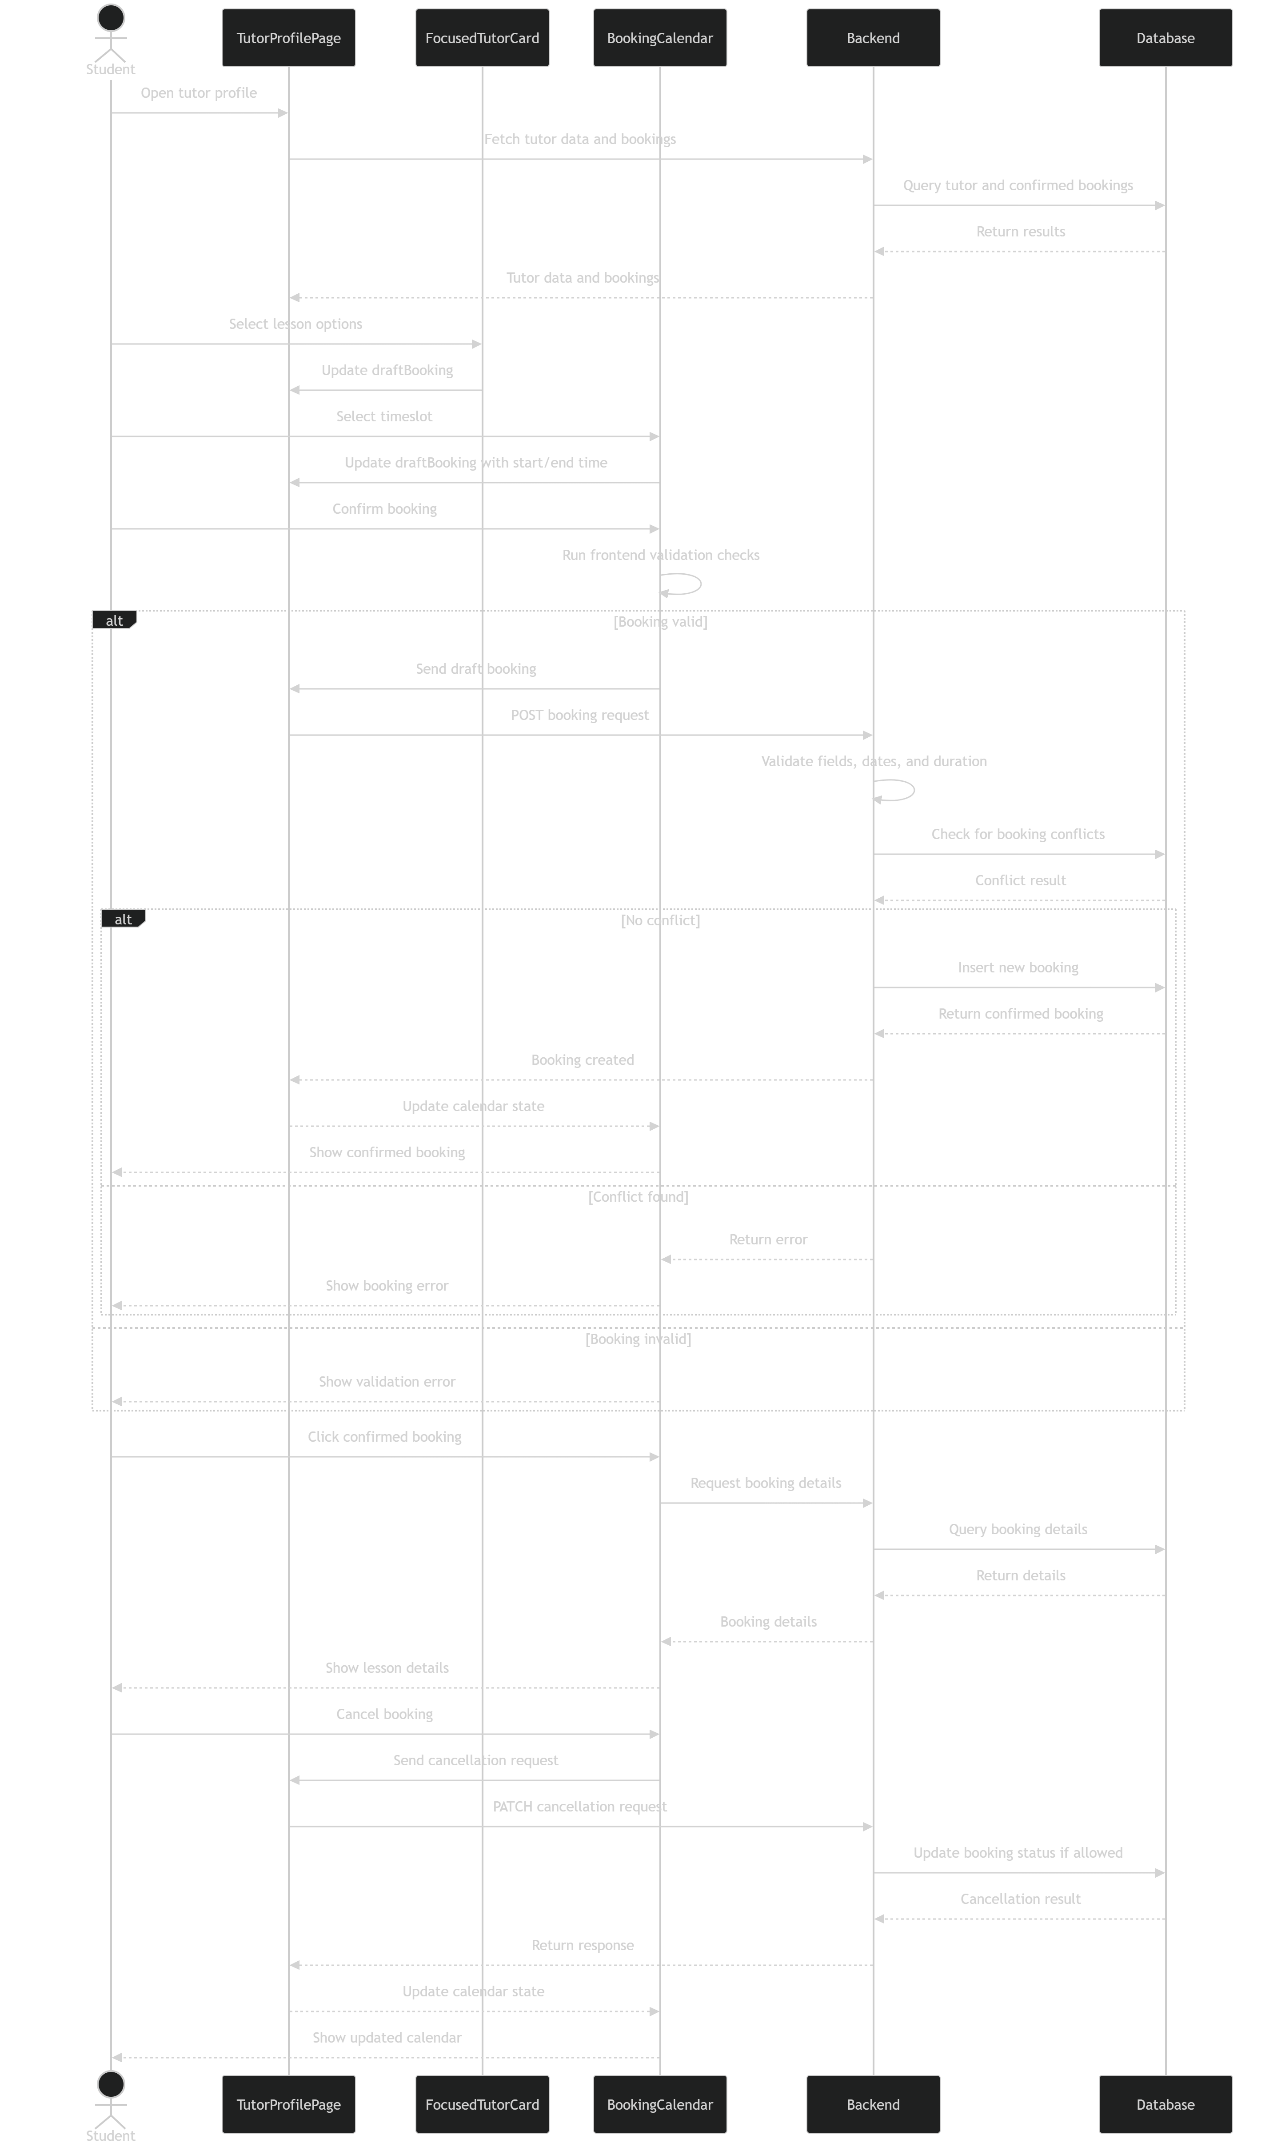 Student
TutorProfilePage
FocusedTutorCard
BookingCalendar
Backend
Database
Open tutor profile
Fetch tutor data and bookings
Query tutor and confirmed bookings
Return results
Tutor data and bookings
Select lesson options
Update draftBooking
Select timeslot
Update draftBooking with start/end time
Confirm booking
Run frontend validation checks
alt
[Booking valid]
Send draft booking
POST booking request
Validate fields, dates, and duration
Check for booking conflicts
Conflict result
alt
[No conflict]
Insert new booking
Return confirmed booking
Booking created
Update calendar state
Show confirmed booking
[Conflict found]
Return error
Show booking error
[Booking invalid]
Show validation error
Click confirmed booking
Request booking details
Query booking details
Return details
Booking details
Show lesson details
Cancel booking
Send cancellation request
PATCH cancellation request
Update booking status if allowed
Cancellation result
Return response
Update calendar state
Show updated calendar
Student
TutorProfilePage
FocusedTutorCard
BookingCalendar
Backend
Database